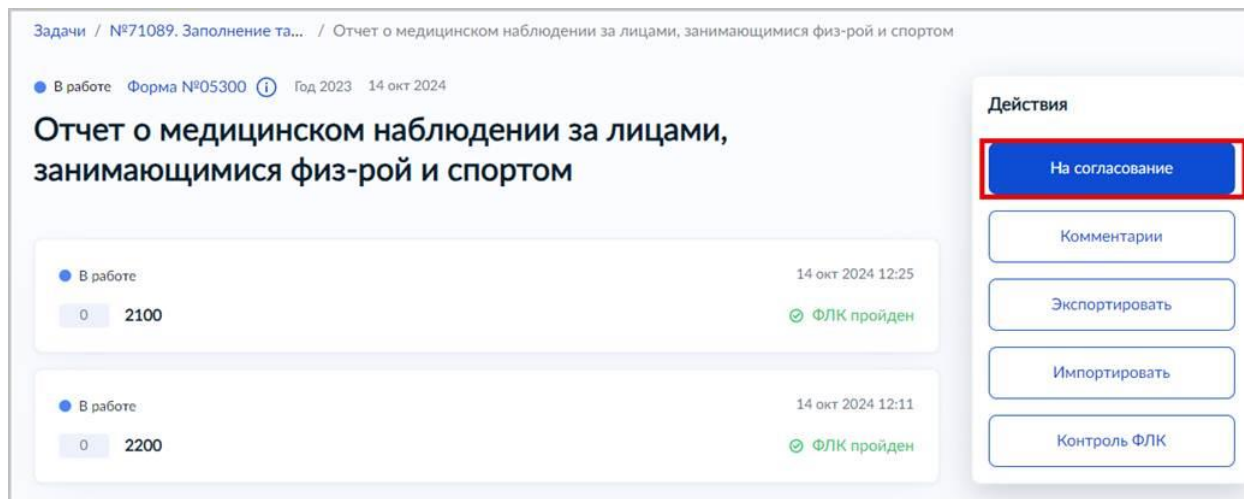 Задачи / №71089. Заполнение та... / Отчет о медицинском наблюдении за лицами, занимающимися физ-рой и спортом
В работе Форма №05300 Год 2023 14 окт 2024
Отчет о медицинском наблюдении за лицами,
занимающимися физ-рой и спортом
В работе 14 окт 2024 12:25
0 2100 ФЛК пройден
В работе 14 окт 2024 12:11
0 2200 ФЛК пройден
Действия
На согласование
Комментарии
Экспортировать
Импортировать
Контроль ФЛК